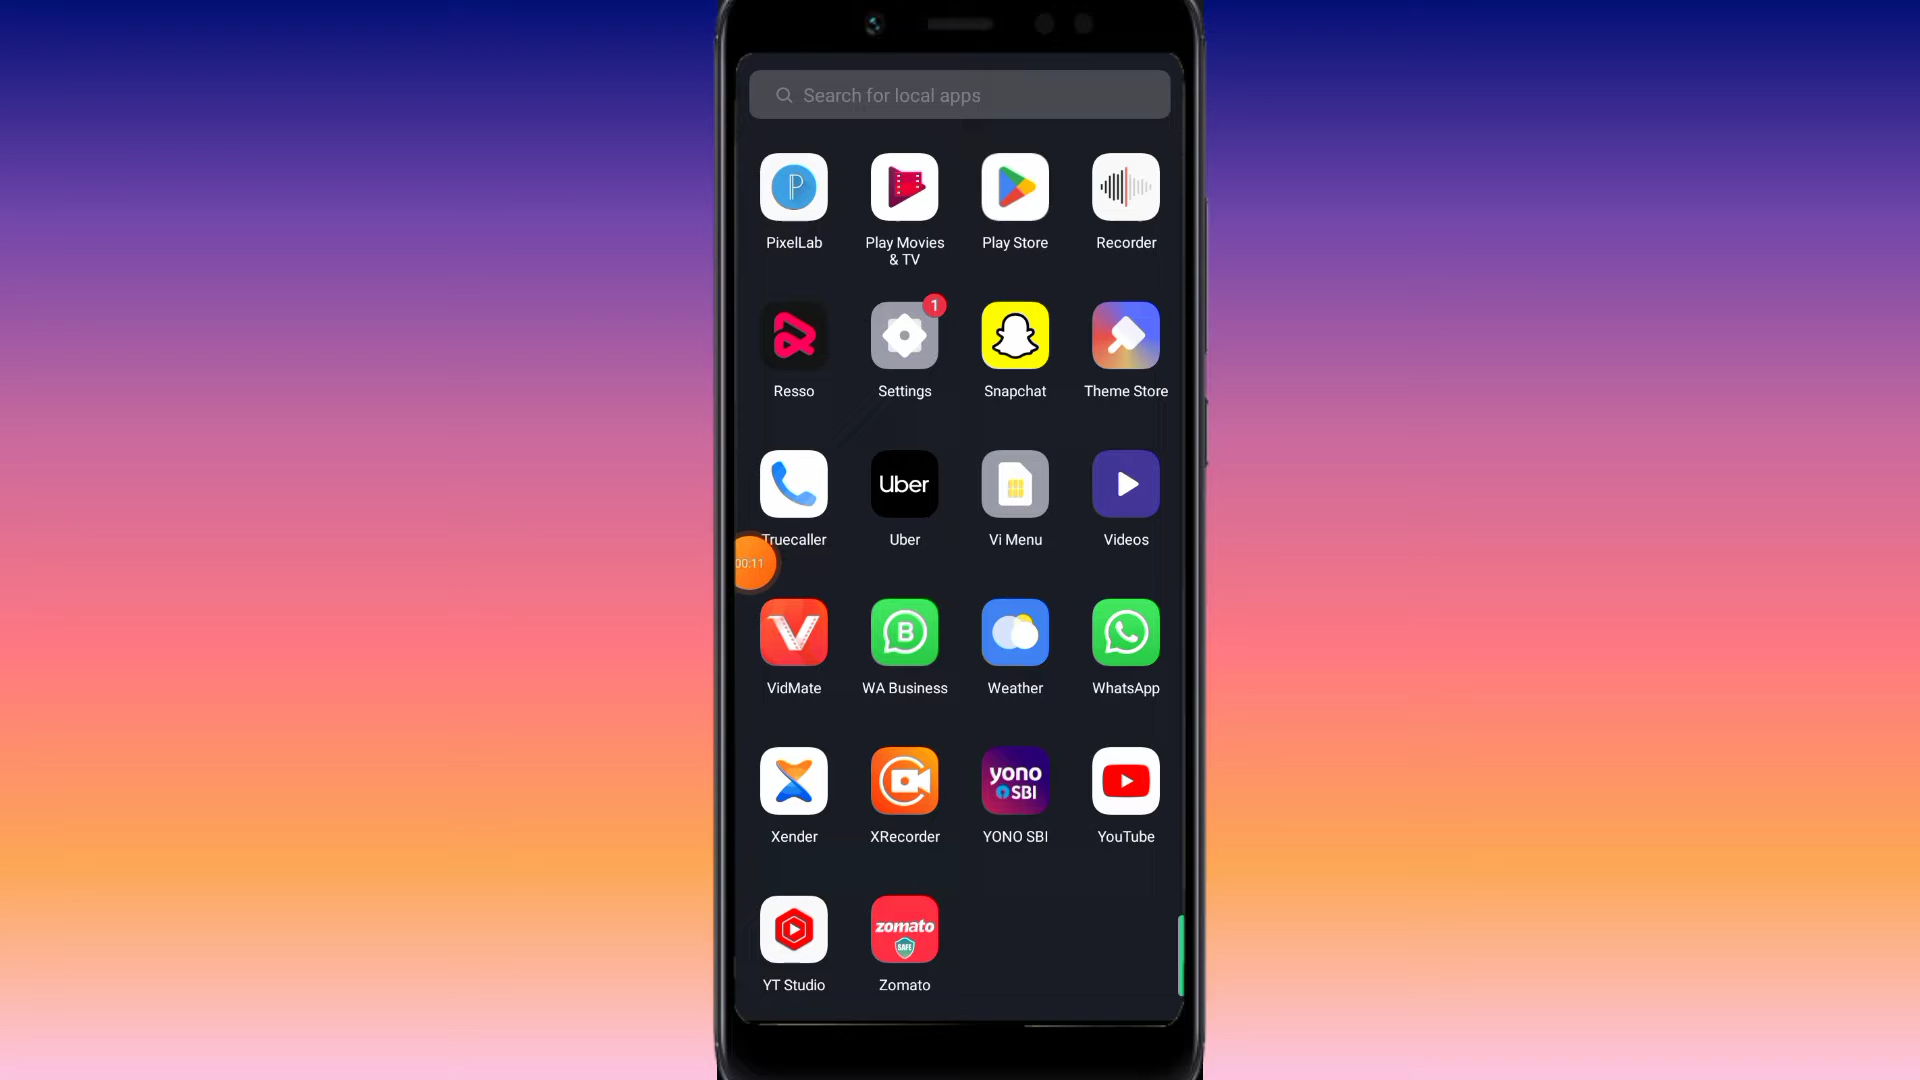 Search for local apps
PixelLab
Play Movies
& TV
Play Store
Recorder
1
Resso
Settings
Snapchat
Theme Store
Uber
Truecaller
Uber
Vi Menu
Videos
00:11
B
VidMate
WA Business
Weather
WhatsApp
yono
SBI
Xender
XRecorder
YONO SBI
YouTube
zomato
SAFE
YT Studio
Zomato